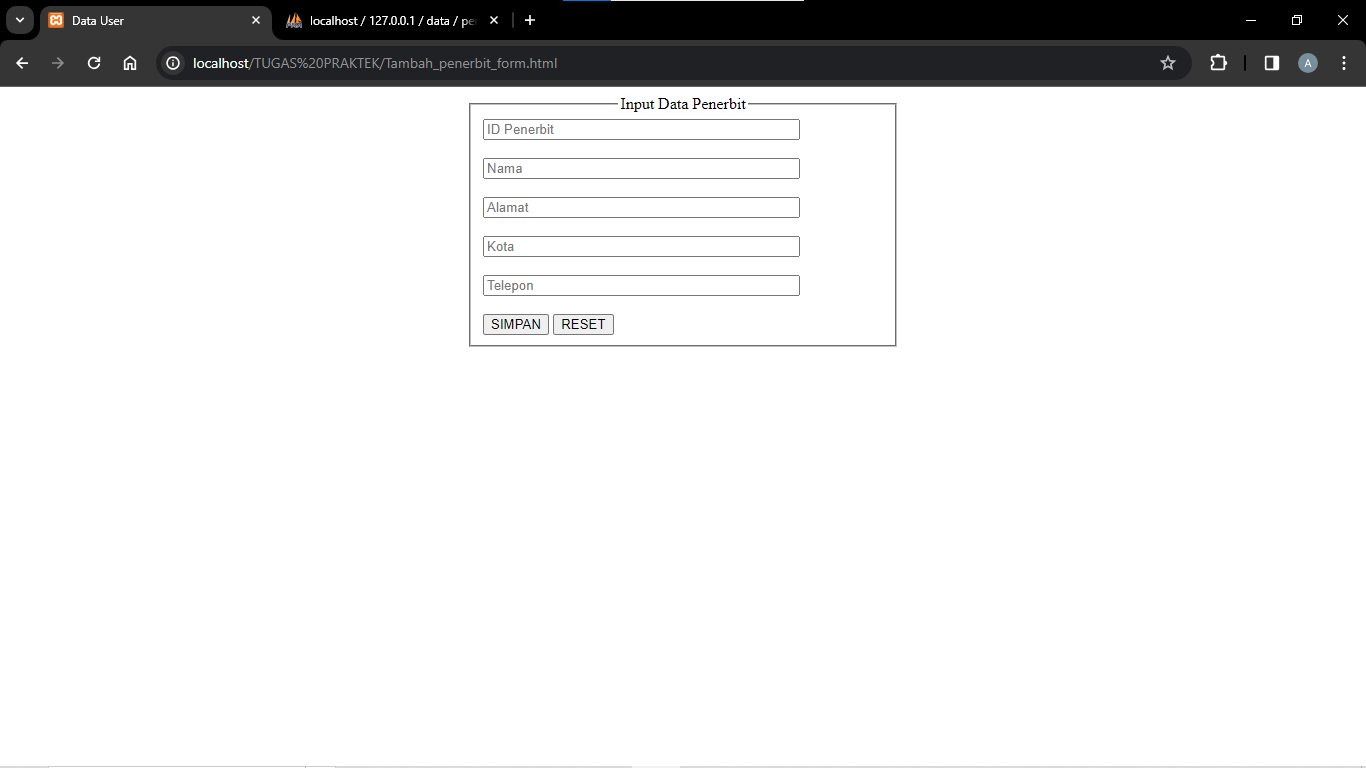 Data User
localhost / 127.0.0.1 / data / pe
localhost/TUGAS%20PRAKTEK/Tambah_penerbit_form.html
A
Input Data Penerbit
ID Penerbit
Nama
Alamat
Kota
Telepon
SIMPAN RESET